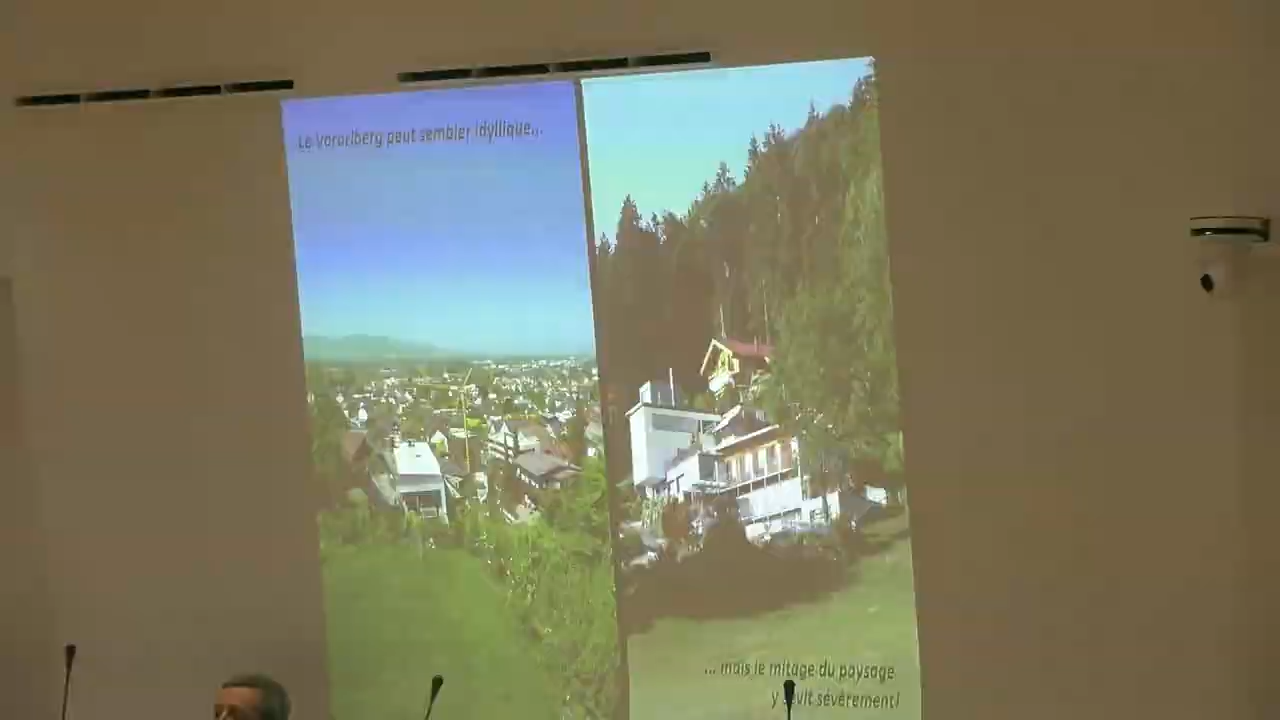 Le Vorarlberg peut sembler idyllique...
... mais le mitage du paysage
y sévit sévèrement!